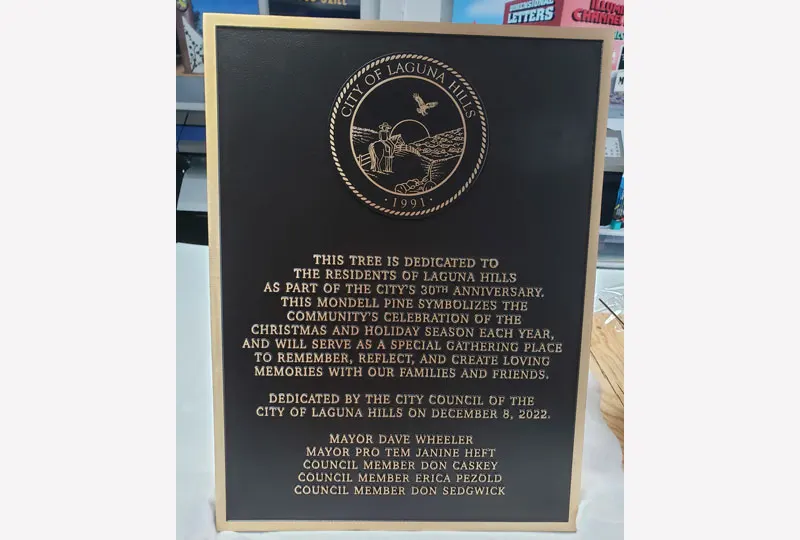 DIMENSIONAL
LETTERS
CHANNEL
CITY OF LAGUNA HILLS
· 1991 ·
THIS TREE IS DEDICATED TO
THE RESIDENTS OF LAGUNA HILLS
AS PART OF THE CITY'S 30TH ANNIVERSARY.
THIS MONDELL PINE SYMBOLIZES THE
COMMUNITY'S CELEBRATION OF THE
CHRISTMAS AND HOLIDAY SEASON EACH YEAR,
AND WILL SERVE AS A SPECIAL GATHERING PLACE
TO REMEMBER, REFLECT, AND CREATE LOVING
MEMORIES WITH OUR FAMILIES AND FRIENDS.
DEDICATED BY THE CITY COUNCIL OF THE
CITY OF LAGUNA HILLS ON DECEMBER 8, 2022.
MAYOR DAVE WHEELER
MAYOR PRO TEM JANINE HEFT
COUNCIL MEMBER DON CASKEY
COUNCIL MEMBER ERICA PEZOLD
COUNCIL MEMBER DON SEDGWICK